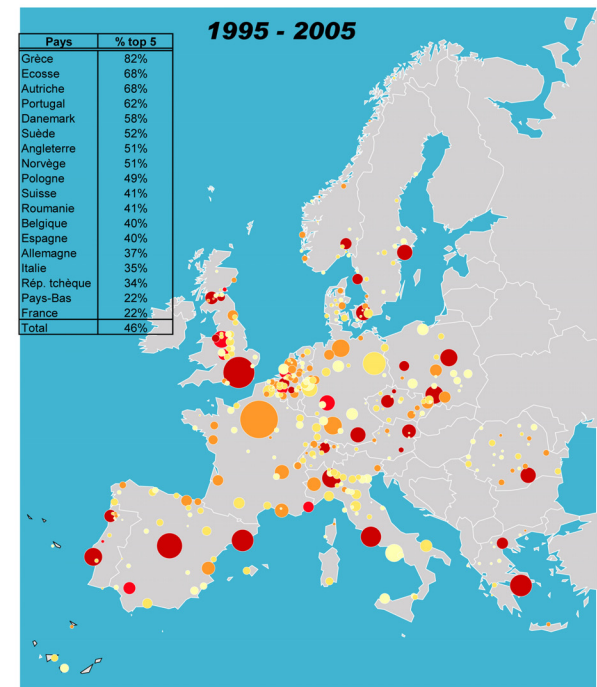 1995 - 2005
Pays % top 5
Grèce 82%
Ecosse 68%
Autriche 68%
Portugal 62%
Danemark 58%
Suède 52%
Angleterre 51%
Norvège 51%
Pologne 49%
Suisse 41%
Roumanie 41%
Belgique 40%
Espagne 40%
Allemagne 37%
Italie 35%
Rép. tchèque 34%
Pays-Bas 22%
France 22%
Total 46%